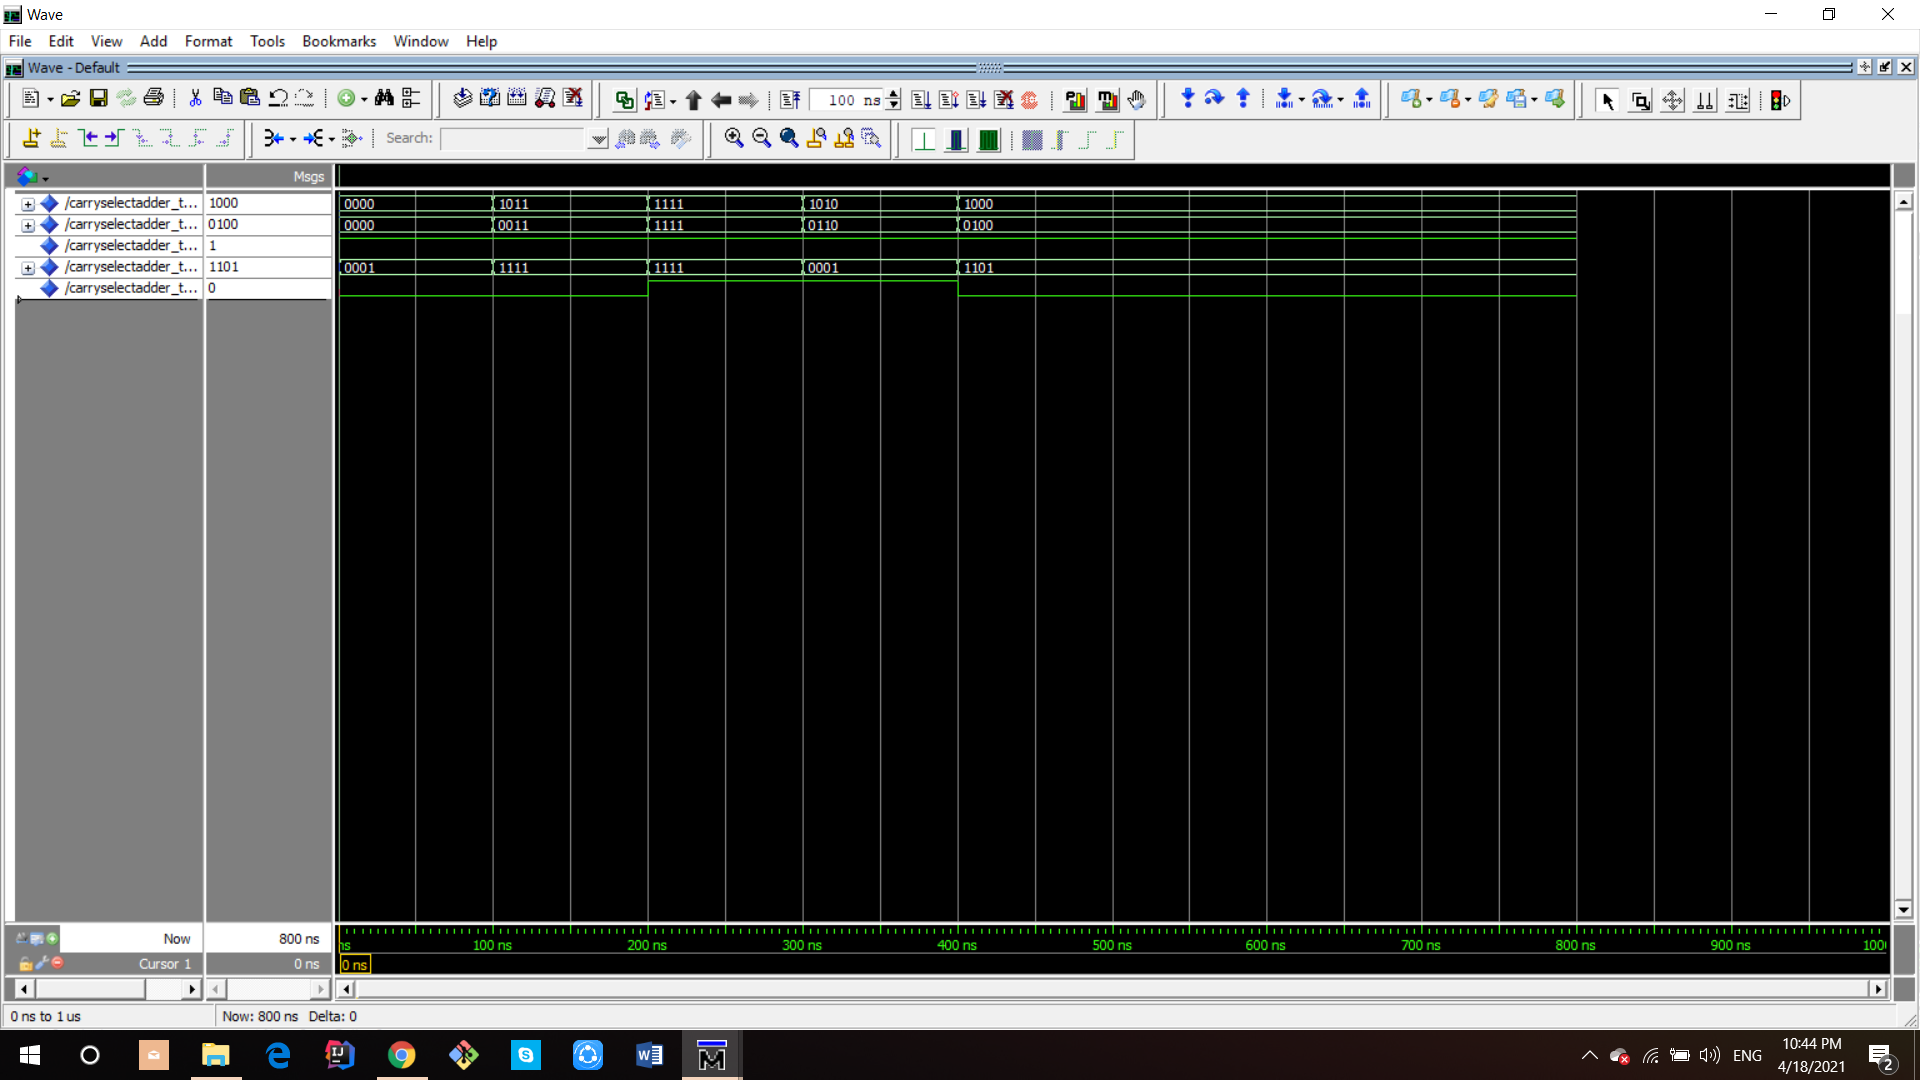 Wave
File Edit View Add Format Tools Bookmarks Window Help
Wave - Default
100 ns
Search:
Msgs
/carryselectadder_t... 1000 0000 1011 1111 1010 1000
/carryselectadder_t... 0100 0000 0011 1111 0110 0100
/carryselectadder_t... 1
/carryselectadder_t... 1101 0001 1111 1111 0001 1101
/carryselectadder_t... 0
Now 800 ns ns 100 ns 200 ns 300 ns 400 ns 500 ns 600 ns 700 ns 800 ns 900 ns 100
Cursor 1 0 ns 0 ns
0 ns to 1 us Now: 800 ns Delta: 0
ENG 10:44 PM
4/18/2021 2